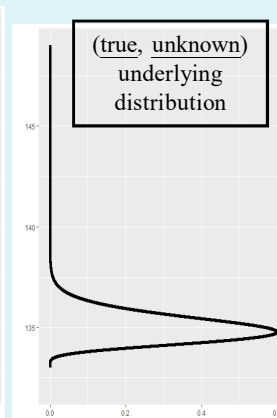 (true, unknown)
underlying
distribution
145-
140-
135-
0.0
0.2
0.4